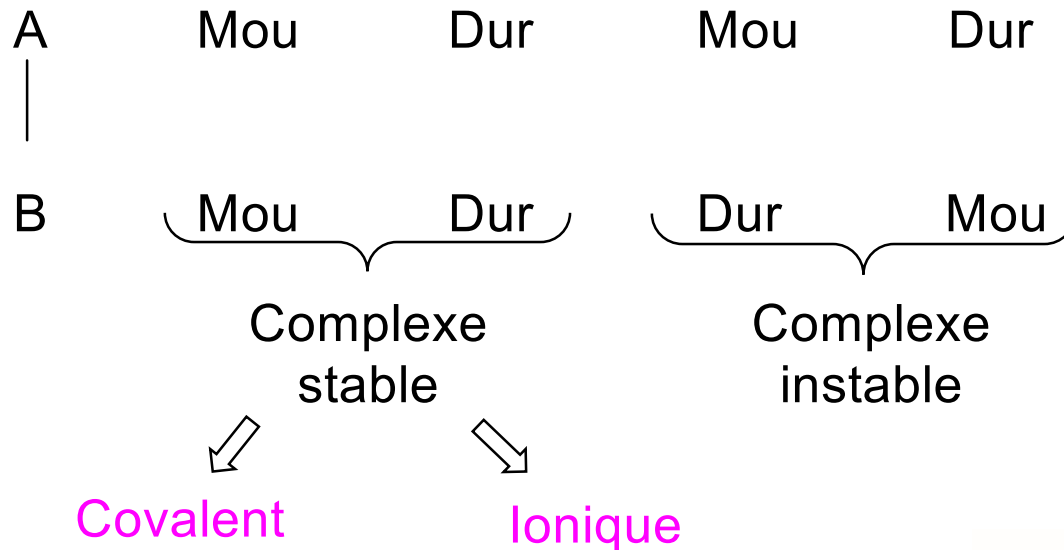 A Mou Dur Mou Dur
B Mou Dur Dur Mou
Complexe Complexe
stable instable
Covalent Ionique